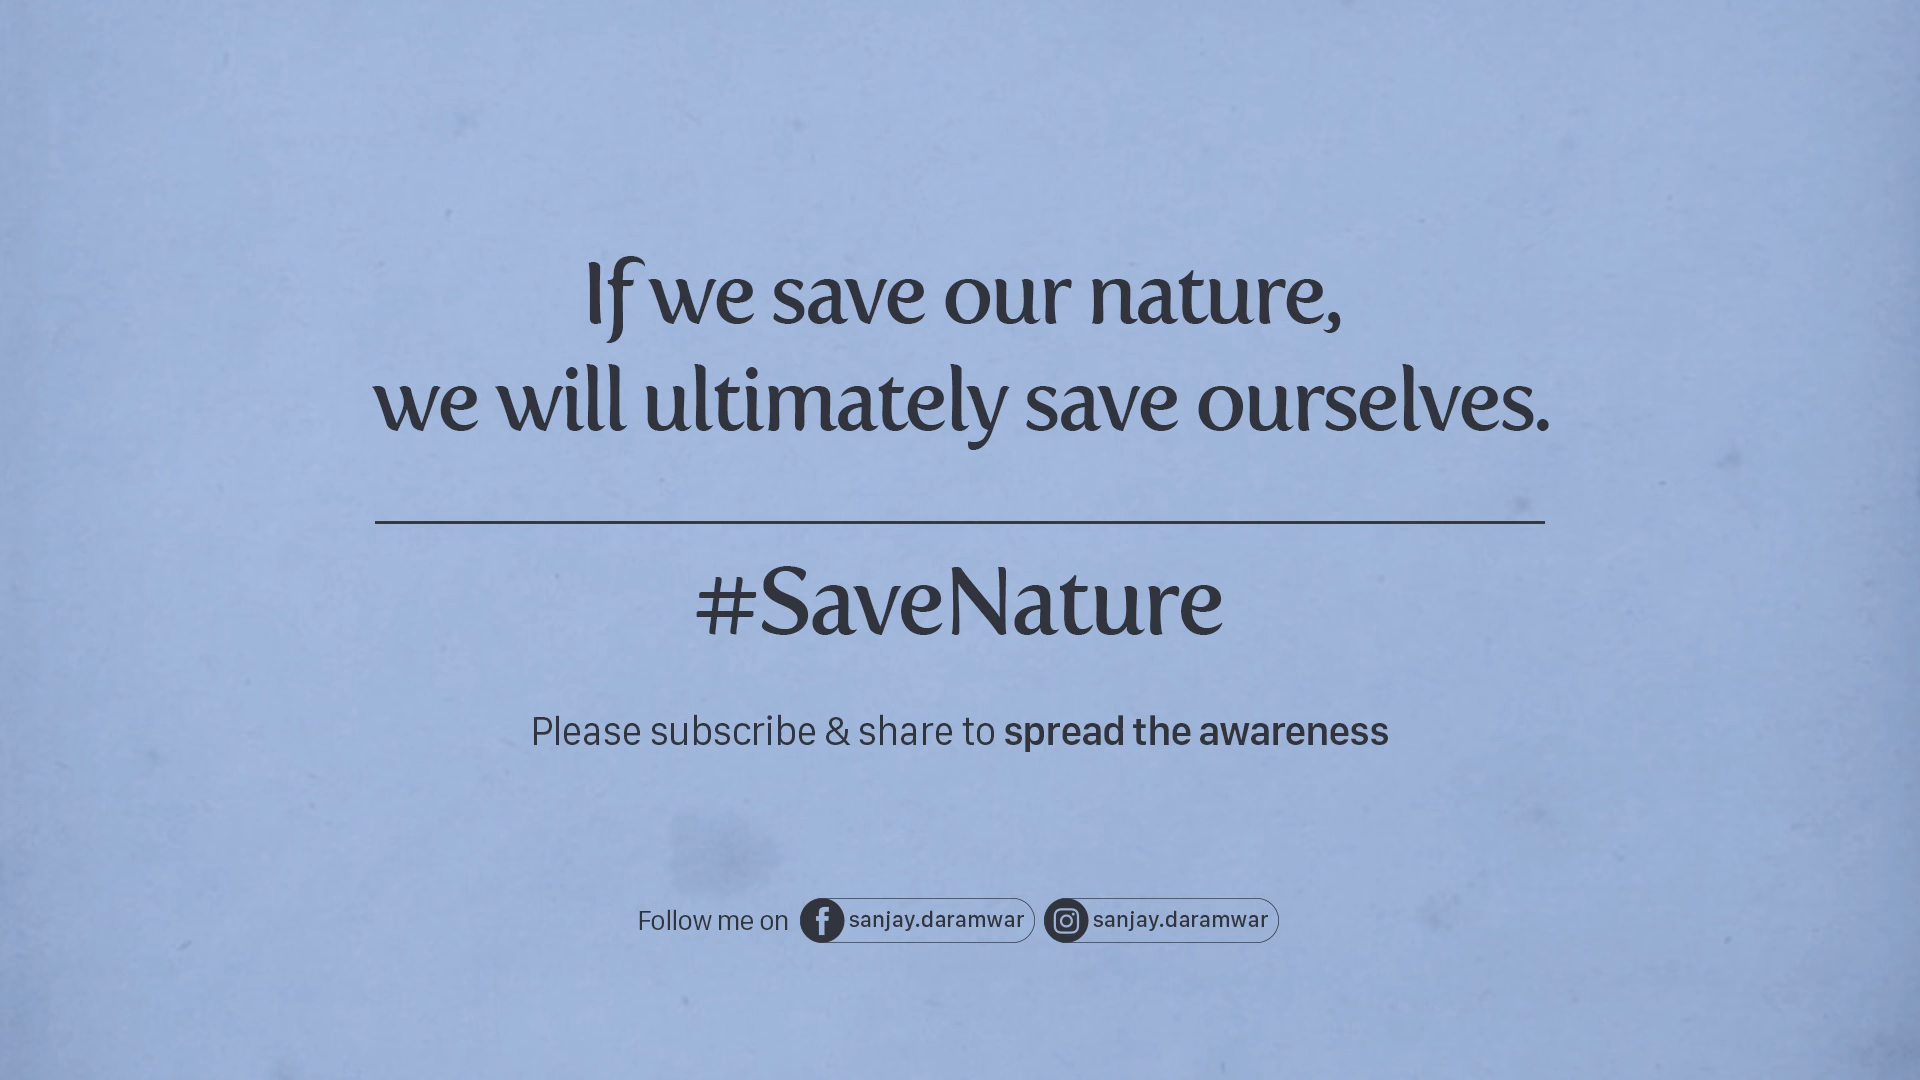 If we save our nature,
we will ultimately save ourselves.
#SaveNature
Please subscribe & share to spread the awareness
Follow me on sanjay.daramwar sanjay.daramwar